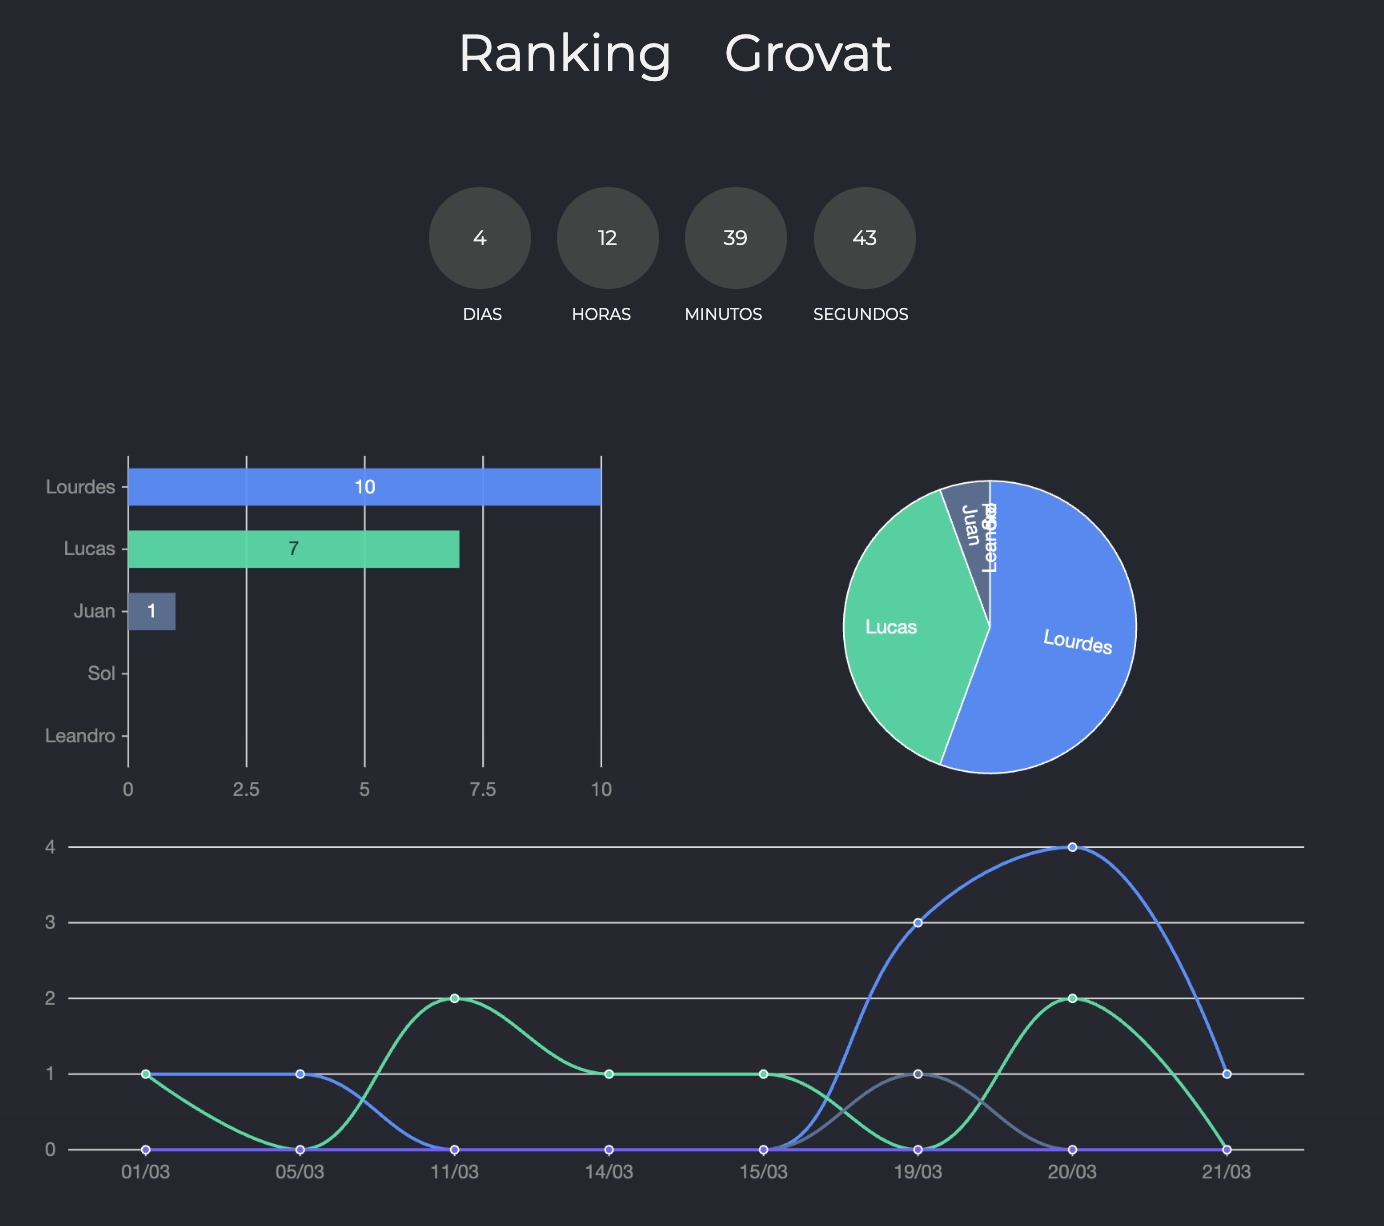 Ranking Grovat
4 12 39 43
DIAS HORAS MINUTOS SEGUNDOS
Lourdes 10
Lucas 7
Juan 1
Sol
Leandro
0 2.5 5 7.5 10
Juan
Leandro
Lucas
Lourdes
4
3
2
1
0
01/03 05/03 11/03 14/03 15/03 19/03 20/03 21/03